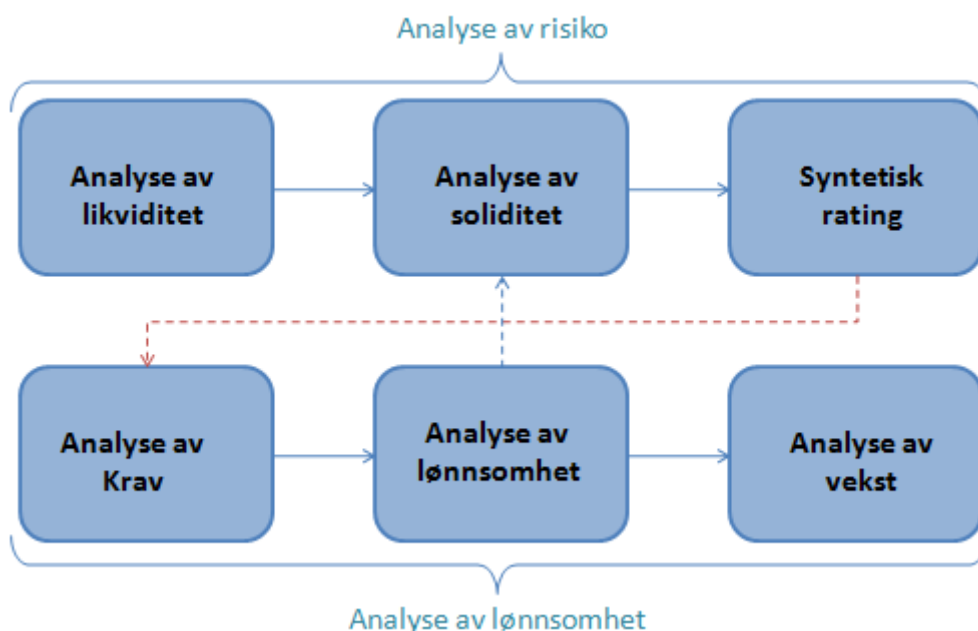 Analyse av risiko
Analyse av
likviditet
Analyse av
soliditet
Syntetisk
rating
Analyse av
Krav
Analyse av
lønnsomhet
Analyse av
vekst
Analyse av lønnsomhet